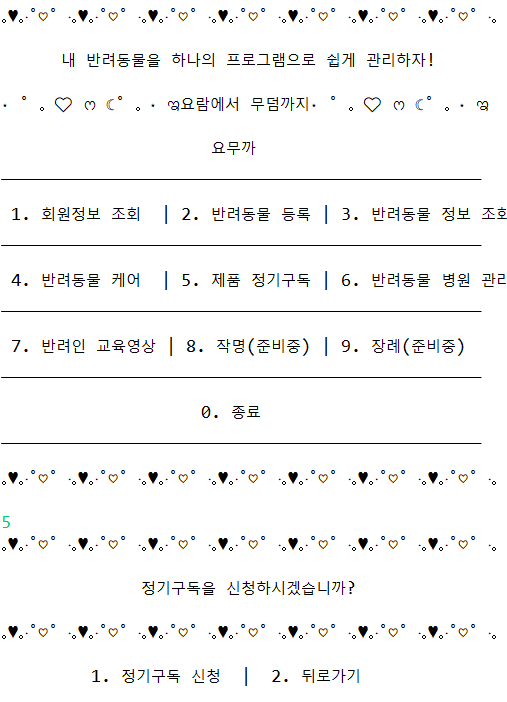 ｡♥｡·˚♡˚ ·｡♥｡·˚♡˚ ·｡♥｡·˚♡˚ ·｡♥｡·˚♡˚ ·｡♥｡·˚♡˚ ·｡♥｡·˚♡˚ ·｡♥｡·˚♡˚ ·｡
내 반려동물을 하나의 프로그램으로 쉽게 관리하자!
· ˚ ｡ ♡ ෆ ☾˚ ｡ · ᘐ요람에서 무덤까지· ˚ ｡ ♡ ෆ ☾˚ ｡ · ᘐ
요무까
1. 회원정보 조회 | 2. 반려동물 등록 | 3. 반려동물 정보 조회
4. 반려동물 케어 | 5. 제품 정기구독 | 6. 반려동물 병원 관리
7. 반려인 교육영상 | 8. 작명(준비중) | 9. 장례(준비중)
0. 종료
｡♥｡·˚♡˚ ·｡♥｡·˚♡˚ ·｡♥｡·˚♡˚ ·｡♥｡·˚♡˚ ·｡♥｡·˚♡˚ ·｡♥｡·˚♡˚ ·｡♥｡·˚♡˚ ·｡
5
｡♥｡·˚♡˚ ·｡♥｡·˚♡˚ ·｡♥｡·˚♡˚ ·｡♥｡·˚♡˚ ·｡♥｡·˚♡˚ ·｡♥｡·˚♡˚ ·｡♥｡·˚♡˚ ·｡
정기구독을 신청하시겠습니까?
｡♥｡·˚♡˚ ·｡♥｡·˚♡˚ ·｡♥｡·˚♡˚ ·｡♥｡·˚♡˚ ·｡♥｡·˚♡˚ ·｡♥｡·˚♡˚ ·｡♥｡·˚♡˚ ·｡
1. 정기구독 신청 | 2. 뒤로가기